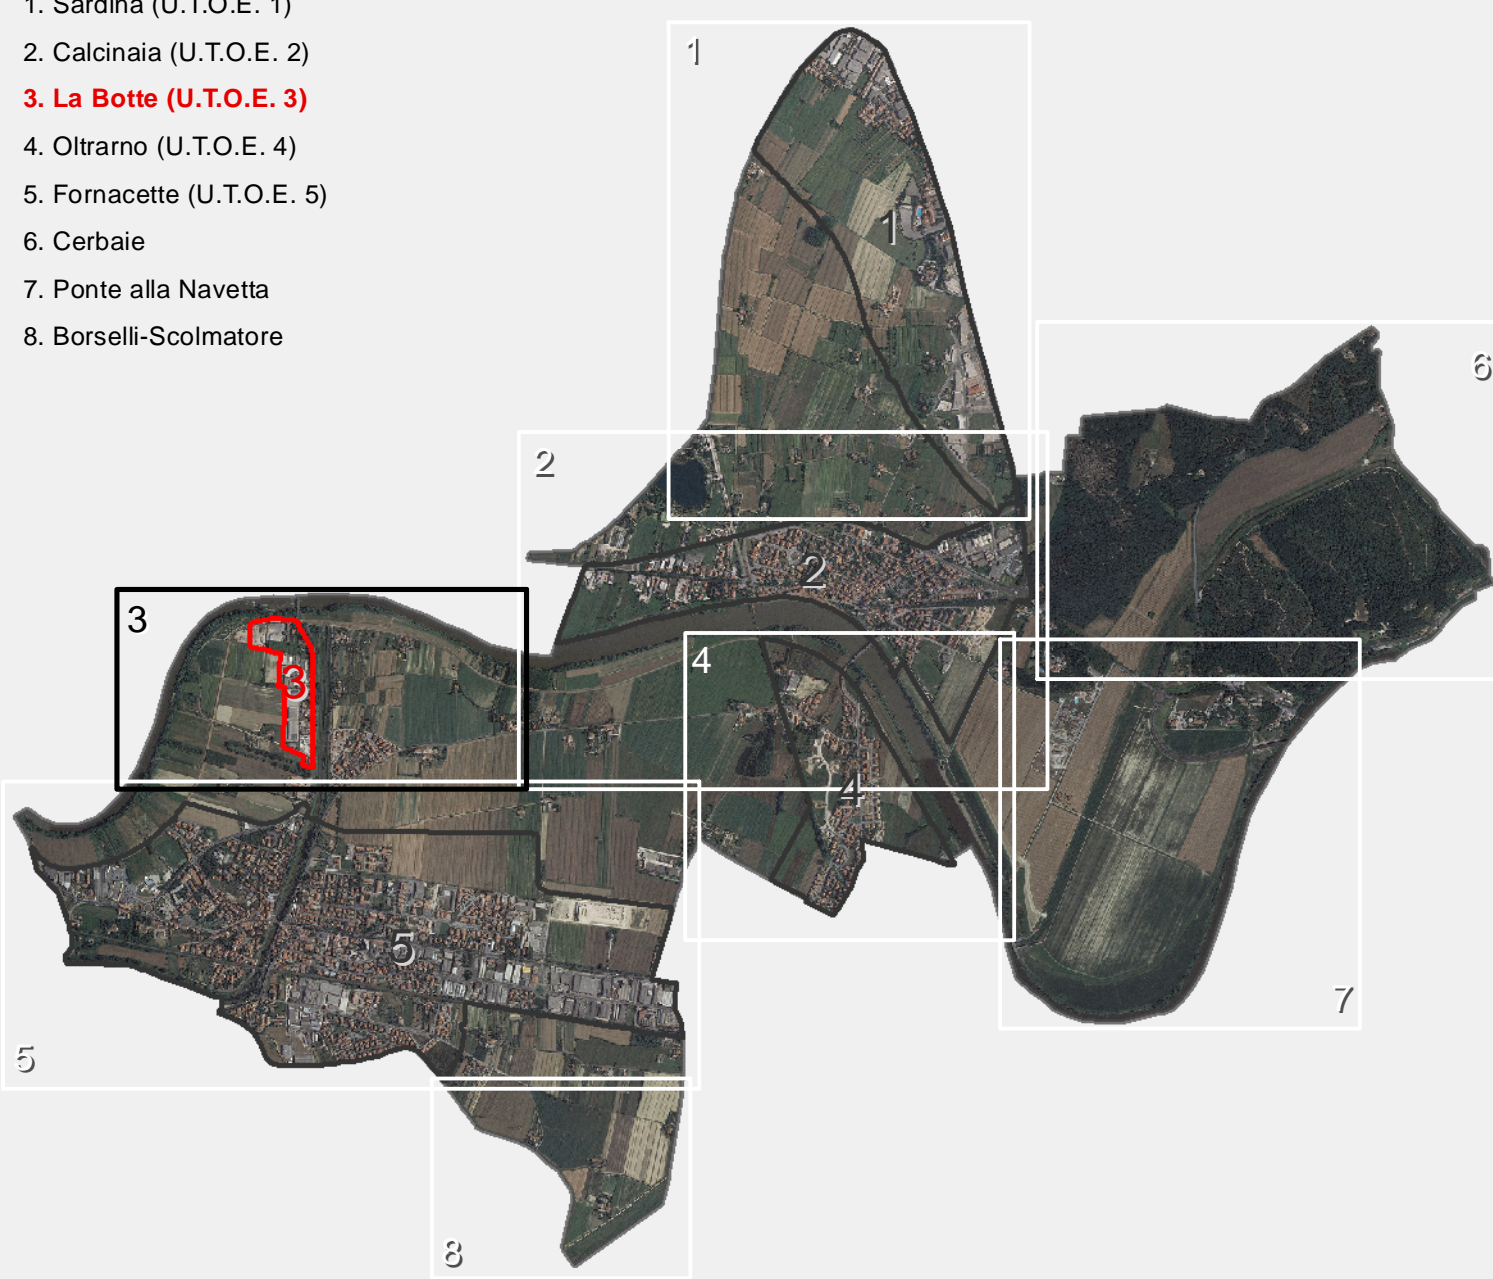 1. Sardina (U.T.O.E. 1)
2. Calcinaia (U.T.O.E. 2)
3. La Botte (U.T.O.E. 3)
4. Oltrarno (U.T.O.E. 4)
5. Fornacette (U.T.O.E. 5)
6. Cerbaie
7. Ponte alla Navetta
8. Borselli-Scolmatore
1
1
6
2
2
3
3
4
4
5
7
5
8